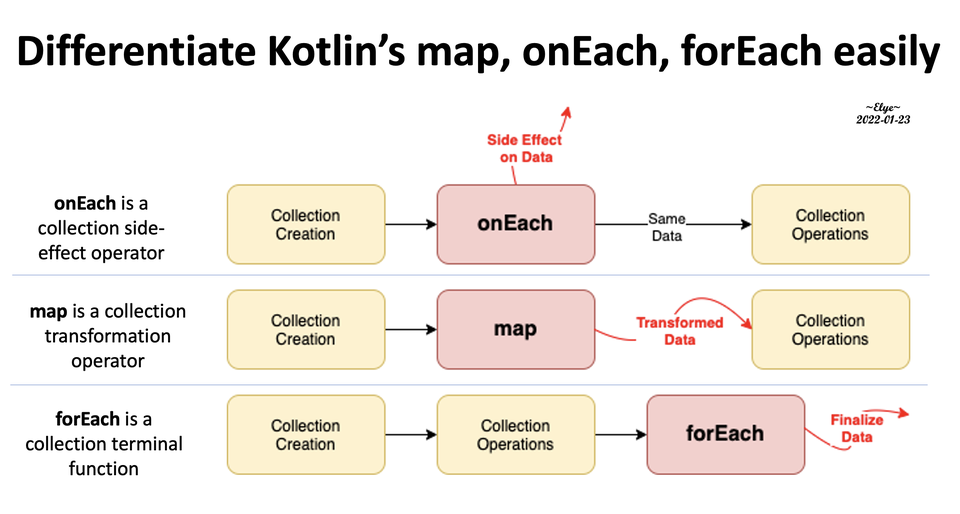 Differentiate Kotlin’s map, onEach, forEach easily
~Elye~
2022-01-23
Side Effect
on Data
onEach is a
collection side-
effect operator
Collection
Creation
onEach
Same
Data
Collection
Operations
map is a collection
transformation
operator
Collection
Creation
map
Transformed
Data
Collection
Operations
forEach is a
collection terminal
function
Collection
Creation
Collection
Operations
forEach
Finalize
Data